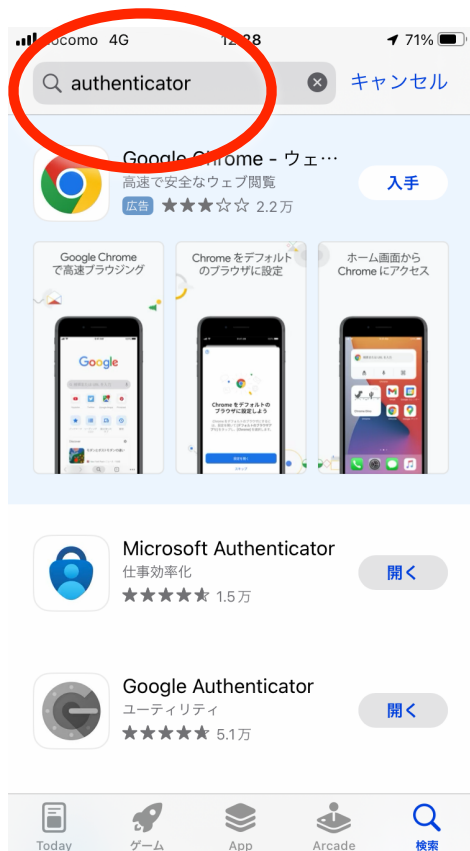 docomo 4G 12:28 71%
authenticator キャンセル
Google Chrome - ウェ…
高速で安全なウェブ閲覧
広告 ★★★☆☆ 2.2万
入手
Google Chrome
で高速ブラウジング
Chrome をデフォルト
のブラウザに設定
ホーム画面から
Chrome にアクセス
Google
Chrome をデフォルトの
ブラウザに設定しよう
Microsoft Authenticator
仕事効率化
1.5万
開く
Google Authenticator
ユーティリティ
5.1万
開く
Today ゲーム App Arcade 検索